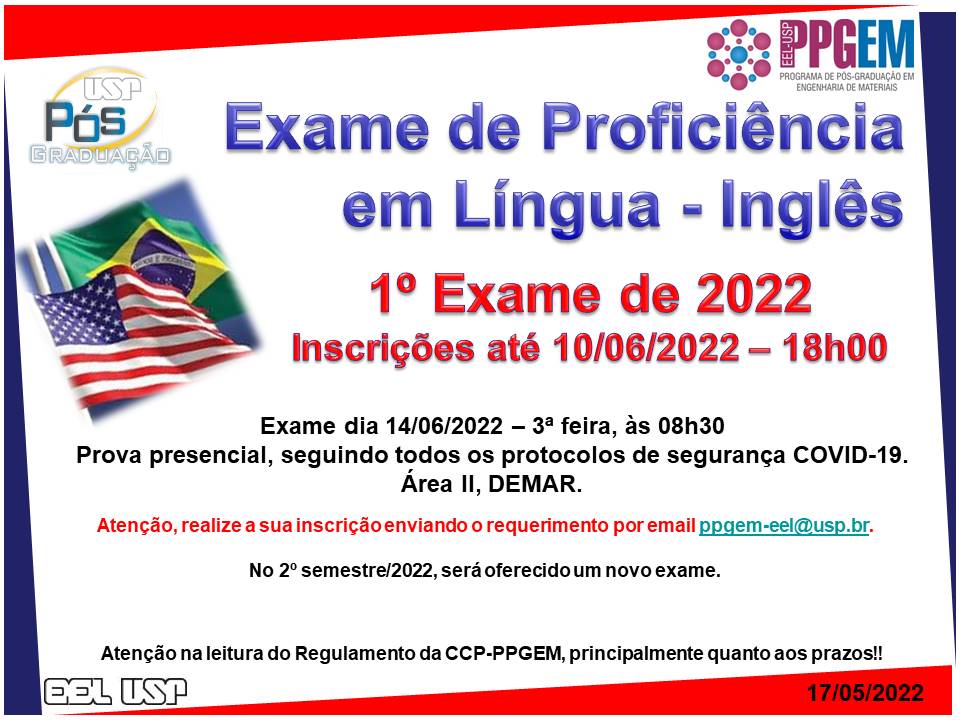 EEL-USP
PPGEM
PROGRAMA DE PÓS-GRADUAÇÃO EM
ENGENHARIA DE MATERIAIS
USP
PÓS
GRADUAÇÃO
Exame de Proficiência
em Língua - Inglês
1º Exame de 2022
Inscrições até 10/06/2022 – 18h00
Exame dia 14/06/2022 – 3ª feira, às 08h30
Prova presencial, seguindo todos os protocolos de segurança COVID-19.
Área II, DEMAR.
Atenção, realize a sua inscrição enviando o requerimento por email ppgem-eel@usp.br.
No 2º semestre/2022, será oferecido um novo exame.
Atenção na leitura do Regulamento da CCP-PPGEM, principalmente quanto aos prazos!!
EEL USP
17/05/2022